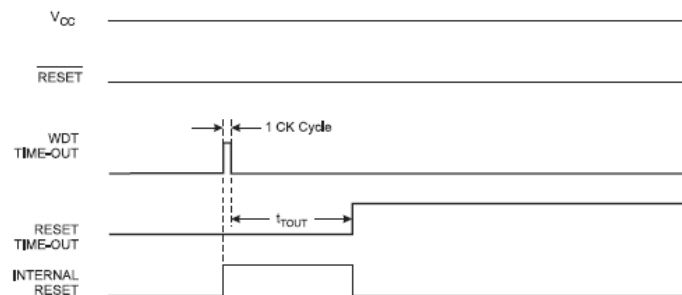 VCC
RESET
1 CK Cycle
WDT
TIME-OUT
tTOUT
RESET
TIME-OUT
INTERNAL
RESET